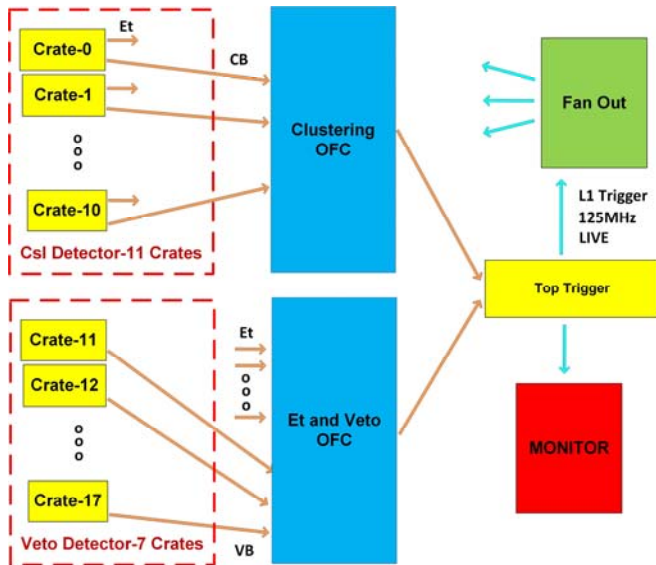 Et
Crate-0
CB
Crate-1
o
o
o
Crate-10
CsI Detector-11 Crates
Clustering
OFC
Fan Out
L1 Trigger
125MHz
LIVE
Top Trigger
Crate-11
Crate-12
o
o
o
Crate-17
Veto Detector-7 Crates
Et
o
o
o
VB
Et and Veto
OFC
MONITOR